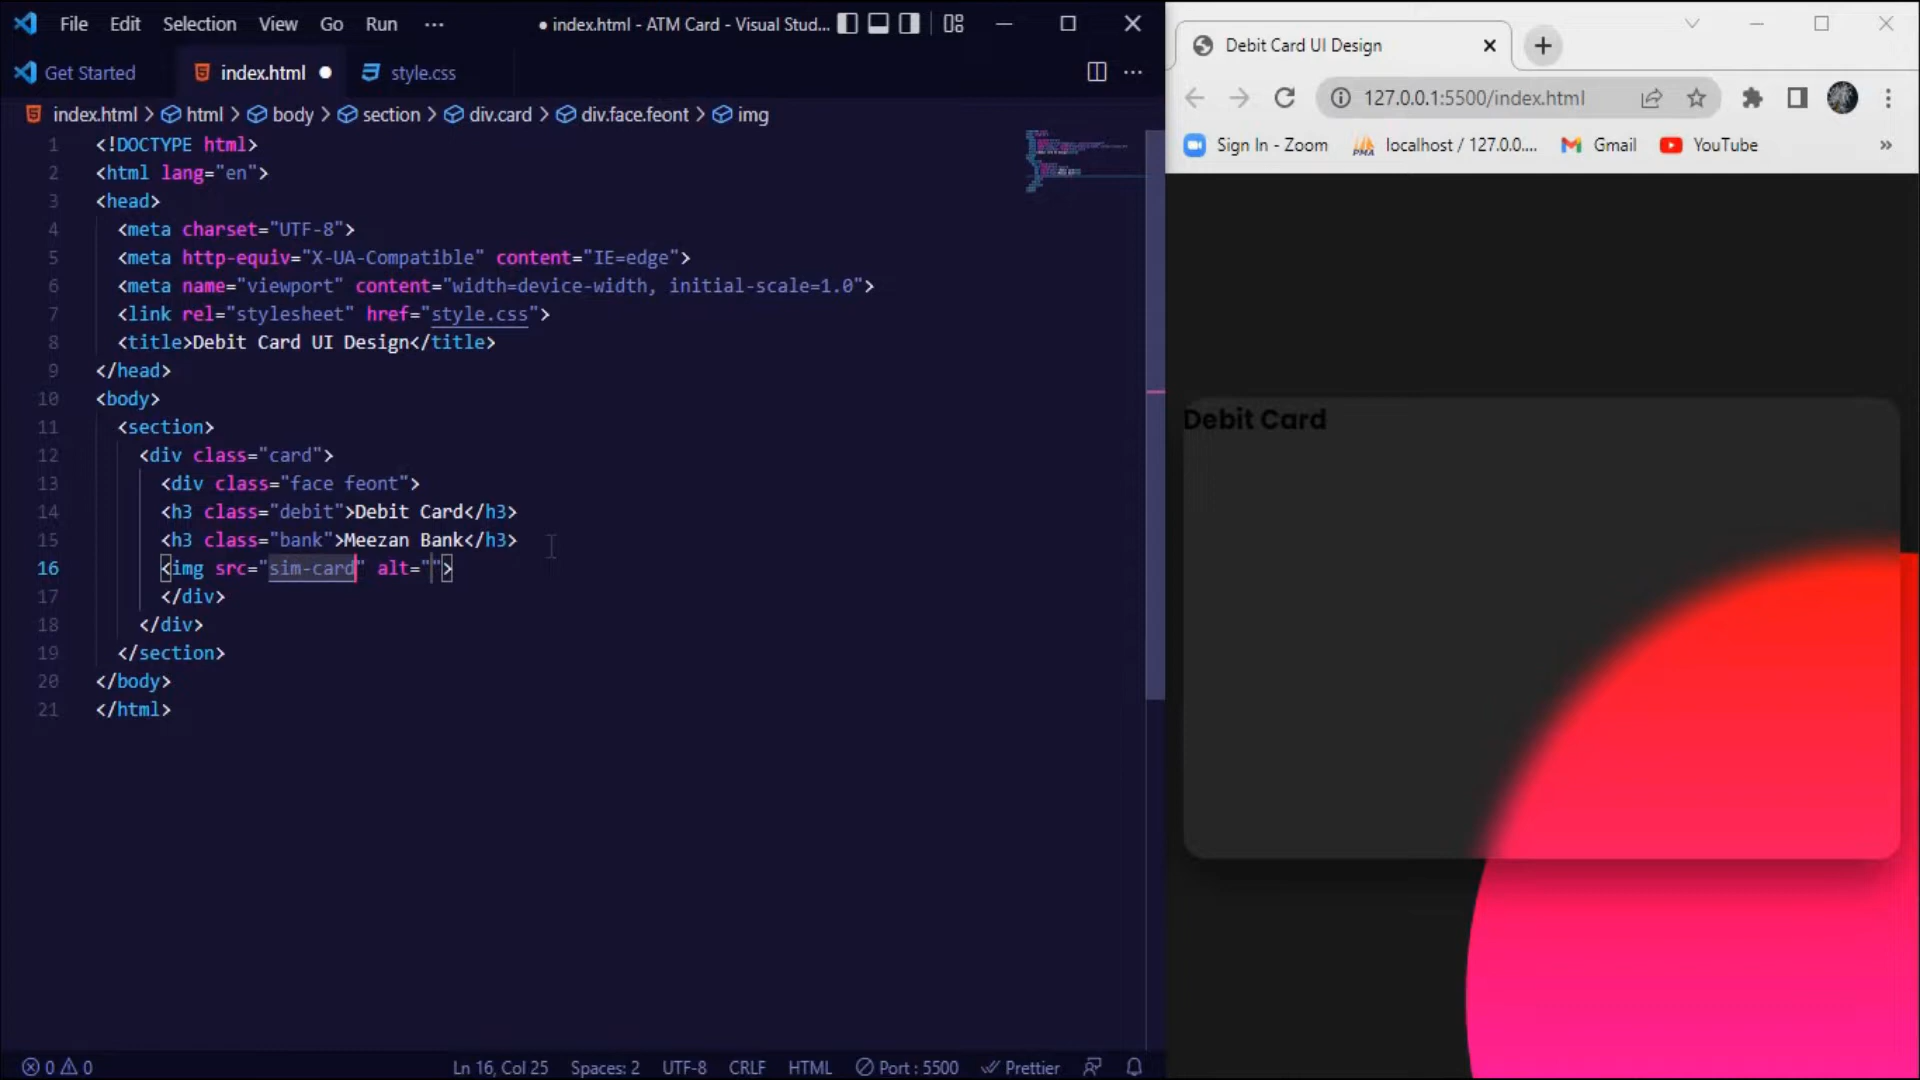 File Edit Selection View Go Run ··· ● index.html - ATM Card - Visual Stud...
Get Started index.html ● style.css ···
index.html > html > body > section > div.card > div.face.feont > img
1 <!DOCTYPE html>
2 <html lang="en">
3 <head>
4 <meta charset="UTF-8">
5 <meta http-equiv="X-UA-Compatible" content="IE=edge">
6 <meta name="viewport" content="width=device-width, initial-scale=1.0">
7 <link rel="stylesheet" href="style.css">
8 <title>Debit Card UI Design</title>
9 </head>
10 <body>
11 <section>
12 <div class="card">
13 <div class="face feont">
14 <h3 class="debit">Debit Card</h3>
15 <h3 class="bank">Meezan Bank</h3>
16 <img src="sim-card" alt="">
17 </div>
18 </div>
19 </section>
20 </body>
21 </html>
0 0 Ln 16, Col 25 Spaces: 2 UTF-8 CRLF HTML Port : 5500 Prettier
Debit Card UI Design
127.0.0.1:5500/index.html
Sign In - Zoom PMA localhost / 127.0.0.... Gmail YouTube »
Debit Card